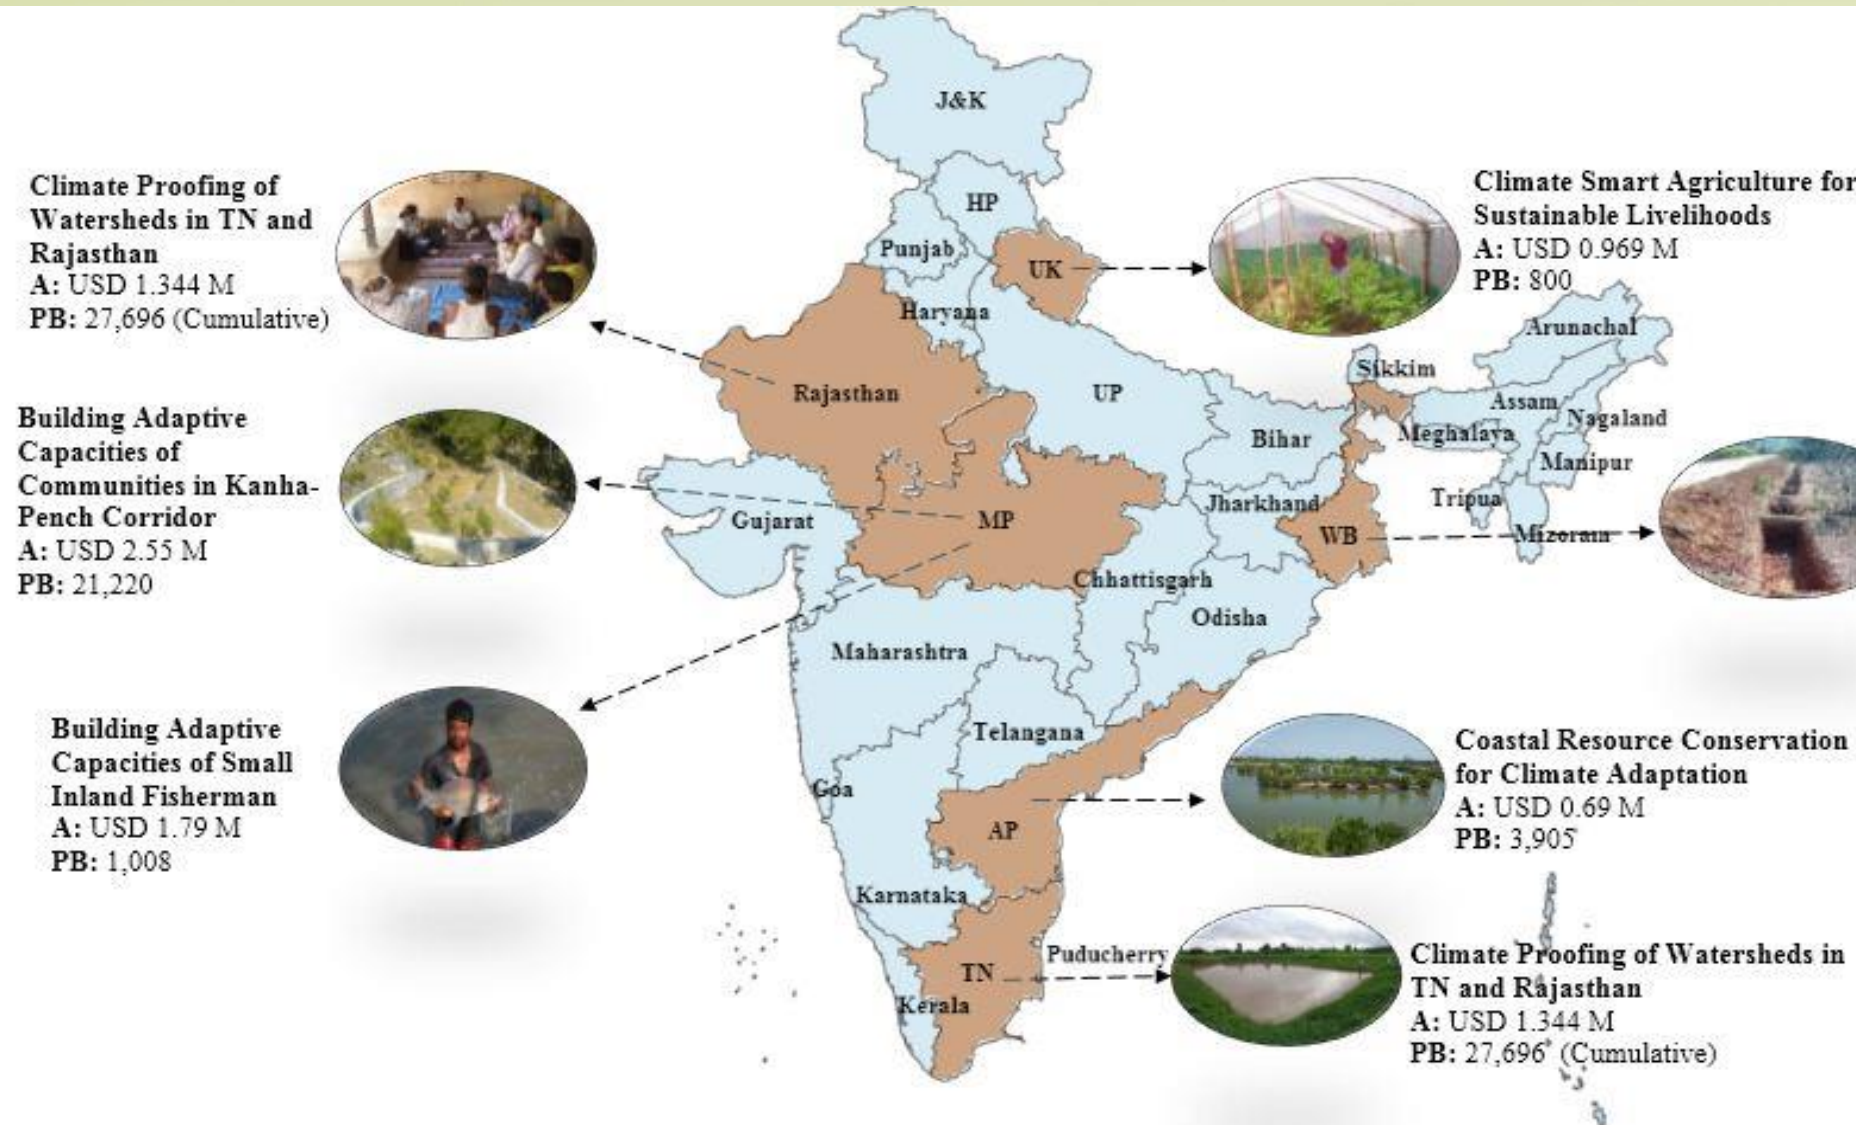 Climate Proofing of
Watersheds in TN and
Rajasthan
A: USD 1.344 M
PB: 27,696 (Cumulative)
Building Adaptive
Capacities of
Communities in Kanha-
Pench Corridor
A: USD 2.55 M
PB: 21,220
Building Adaptive
Capacities of Small
Inland Fisherman
A: USD 1.79 M
PB: 1,008
J&K
HP
Punjab
UK
Haryana
Rajasthan
UP
Bihar
Sikkim
Arunachal
Assam
Nagaland
Meghalaya
Manipur
Tripua
Mizoram
Jharkhand
WB
Gujarat
MP
Chhattisgarh
Odisha
Maharashtra
Telangana
Goa
AP
Karnataka
TN
Puducherry
Kerala
Climate Smart Agriculture for
Sustainable Livelihoods
A: USD 0.969 M
PB: 800
Coastal Resource Conservation
for Climate Adaptation
A: USD 0.69 M
PB: 3,905
Climate Proofing of Watersheds in
TN and Rajasthan
A: USD 1.344 M
PB: 27,696 (Cumulative)